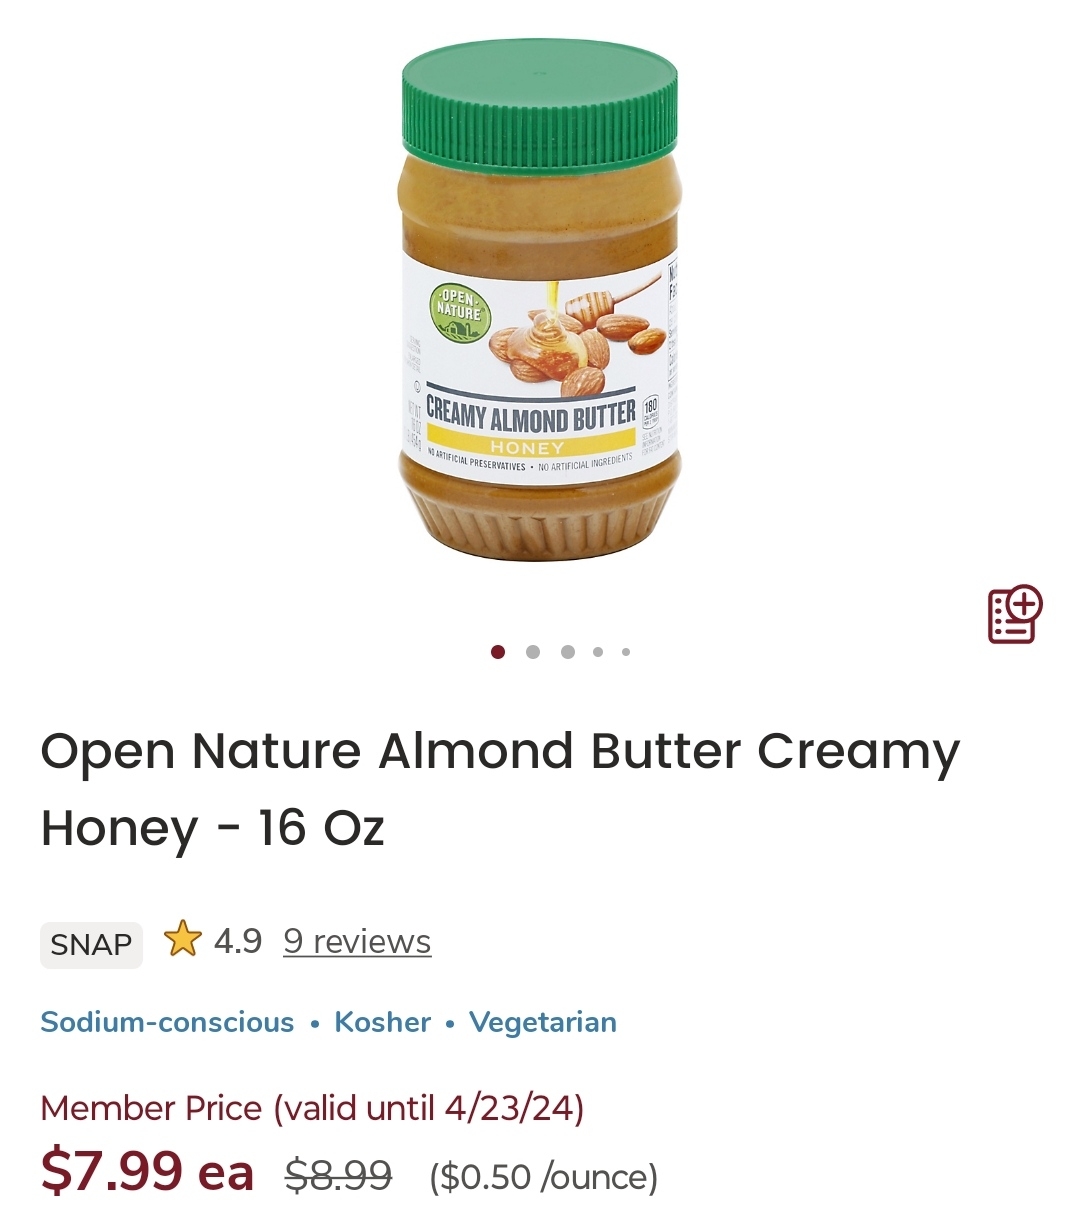 OPEN
NATURE
CREAMY ALMOND BUTTER
HONEY
NO ARTIFICIAL PRESERVATIVES • NO ARTIFICIAL INGREDIENTS
180
CALORIES
Open Nature Almond Butter Creamy
Honey - 16 Oz
SNAP 4.9 9 reviews
Sodium-conscious • Kosher • Vegetarian
Member Price (valid until 4/23/24)
$7.99 ea $8.99 ($0.50 /ounce)